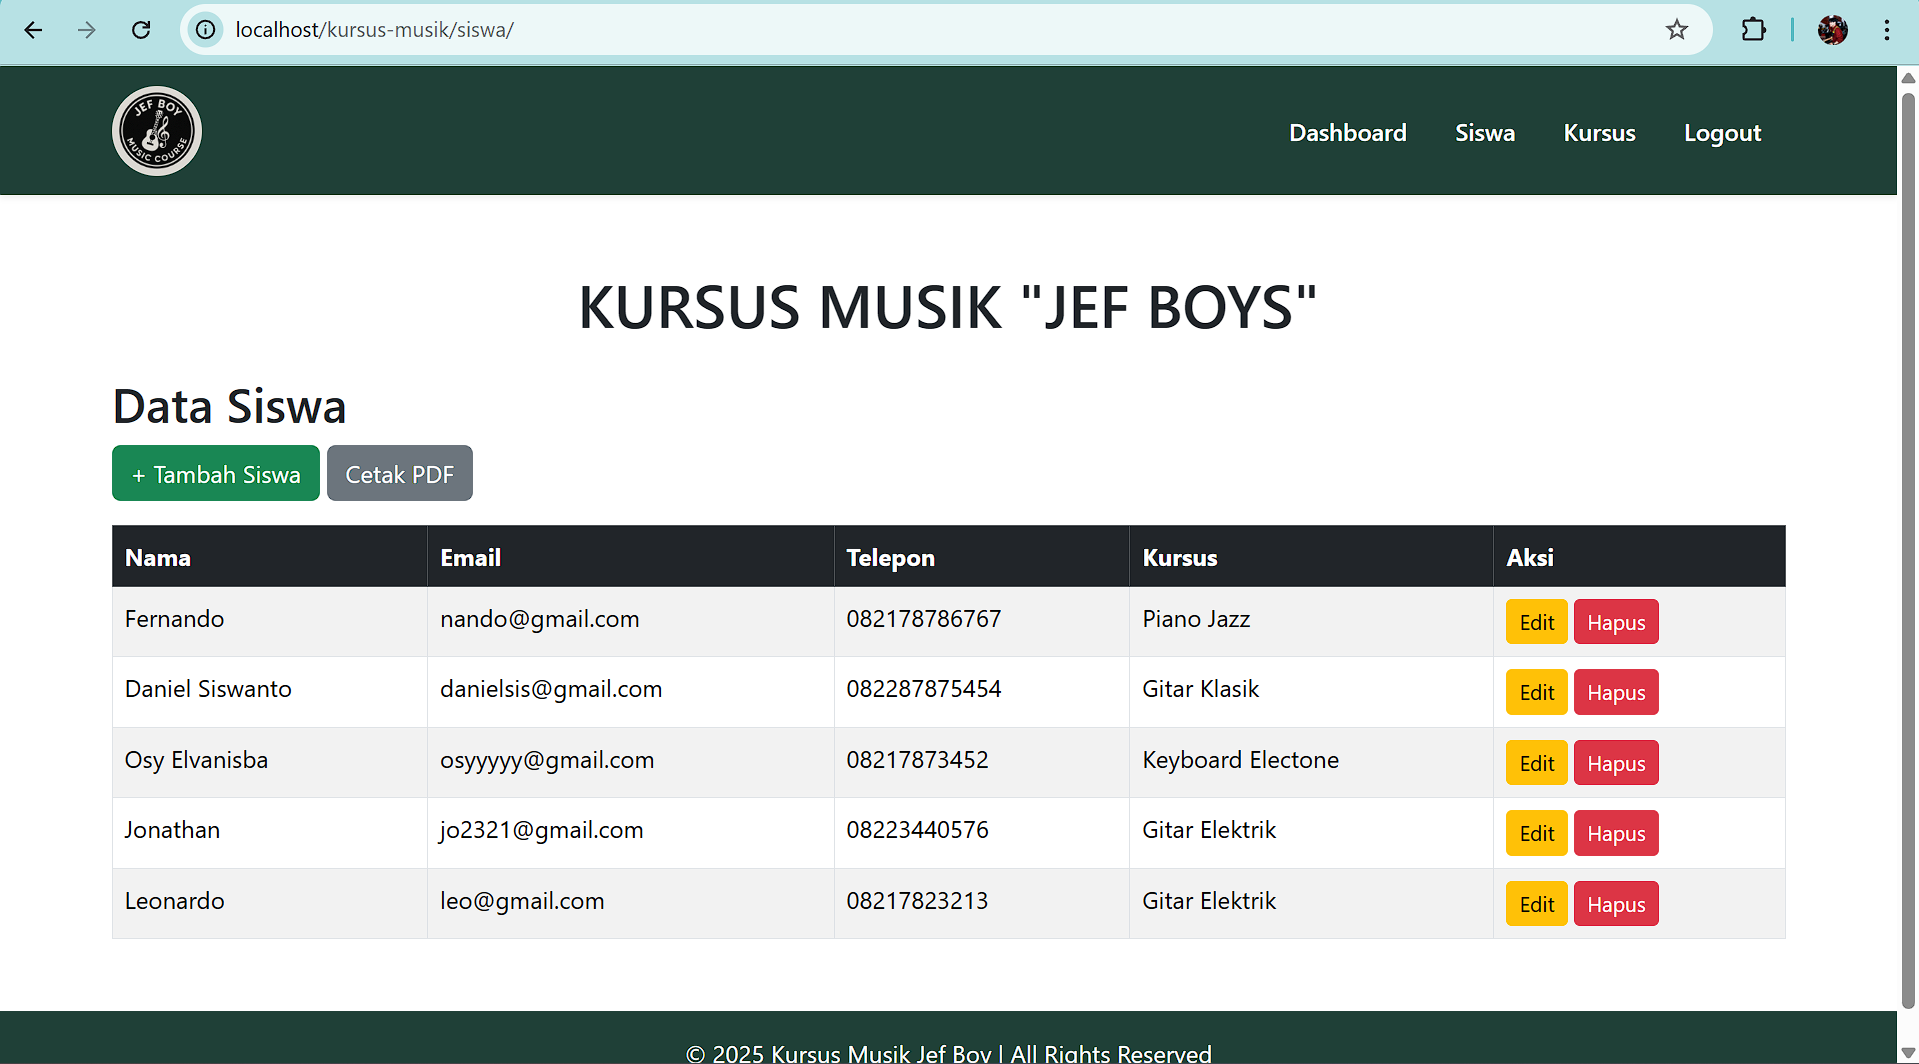 localhost/kursus-musik/siswa/
JEF BOY
MUSIC COURSE
Dashboard Siswa Kursus Logout
KURSUS MUSIK "JEF BOYS"
Data Siswa
+ Tambah Siswa Cetak PDF
Nama Email Telepon Kursus Aksi
Fernando nando@gmail.com 082178786767 Piano Jazz Edit Hapus
Daniel Siswanto danielsis@gmail.com 082287875454 Gitar Klasik Edit Hapus
Osy Elvanisba osyyyyy@gmail.com 08217873452 Keyboard Electone Edit Hapus
Jonathan jo2321@gmail.com 08223440576 Gitar Elektrik Edit Hapus
Leonardo leo@gmail.com 08217823213 Gitar Elektrik Edit Hapus
© 2025 Kursus Musik Jef Boy | All Rights Reserved